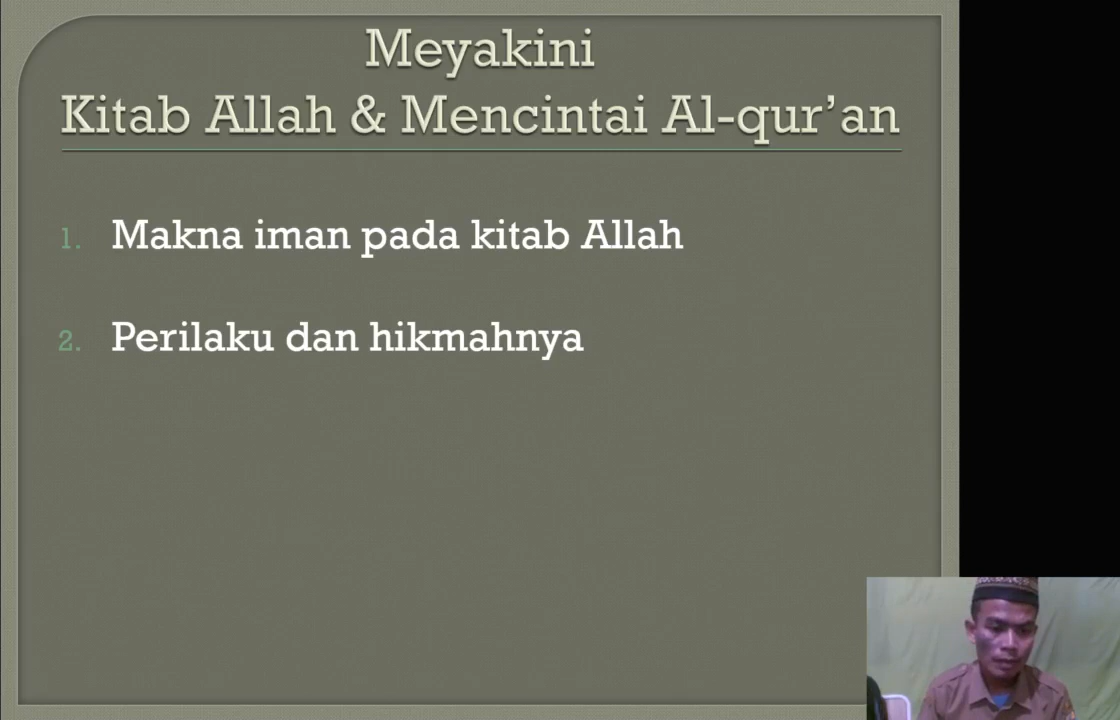 Meyakini
Kitab Allah & Mencintai Al-qur’an
1. Makna iman pada kitab Allah
2. Perilaku dan hikmahnya